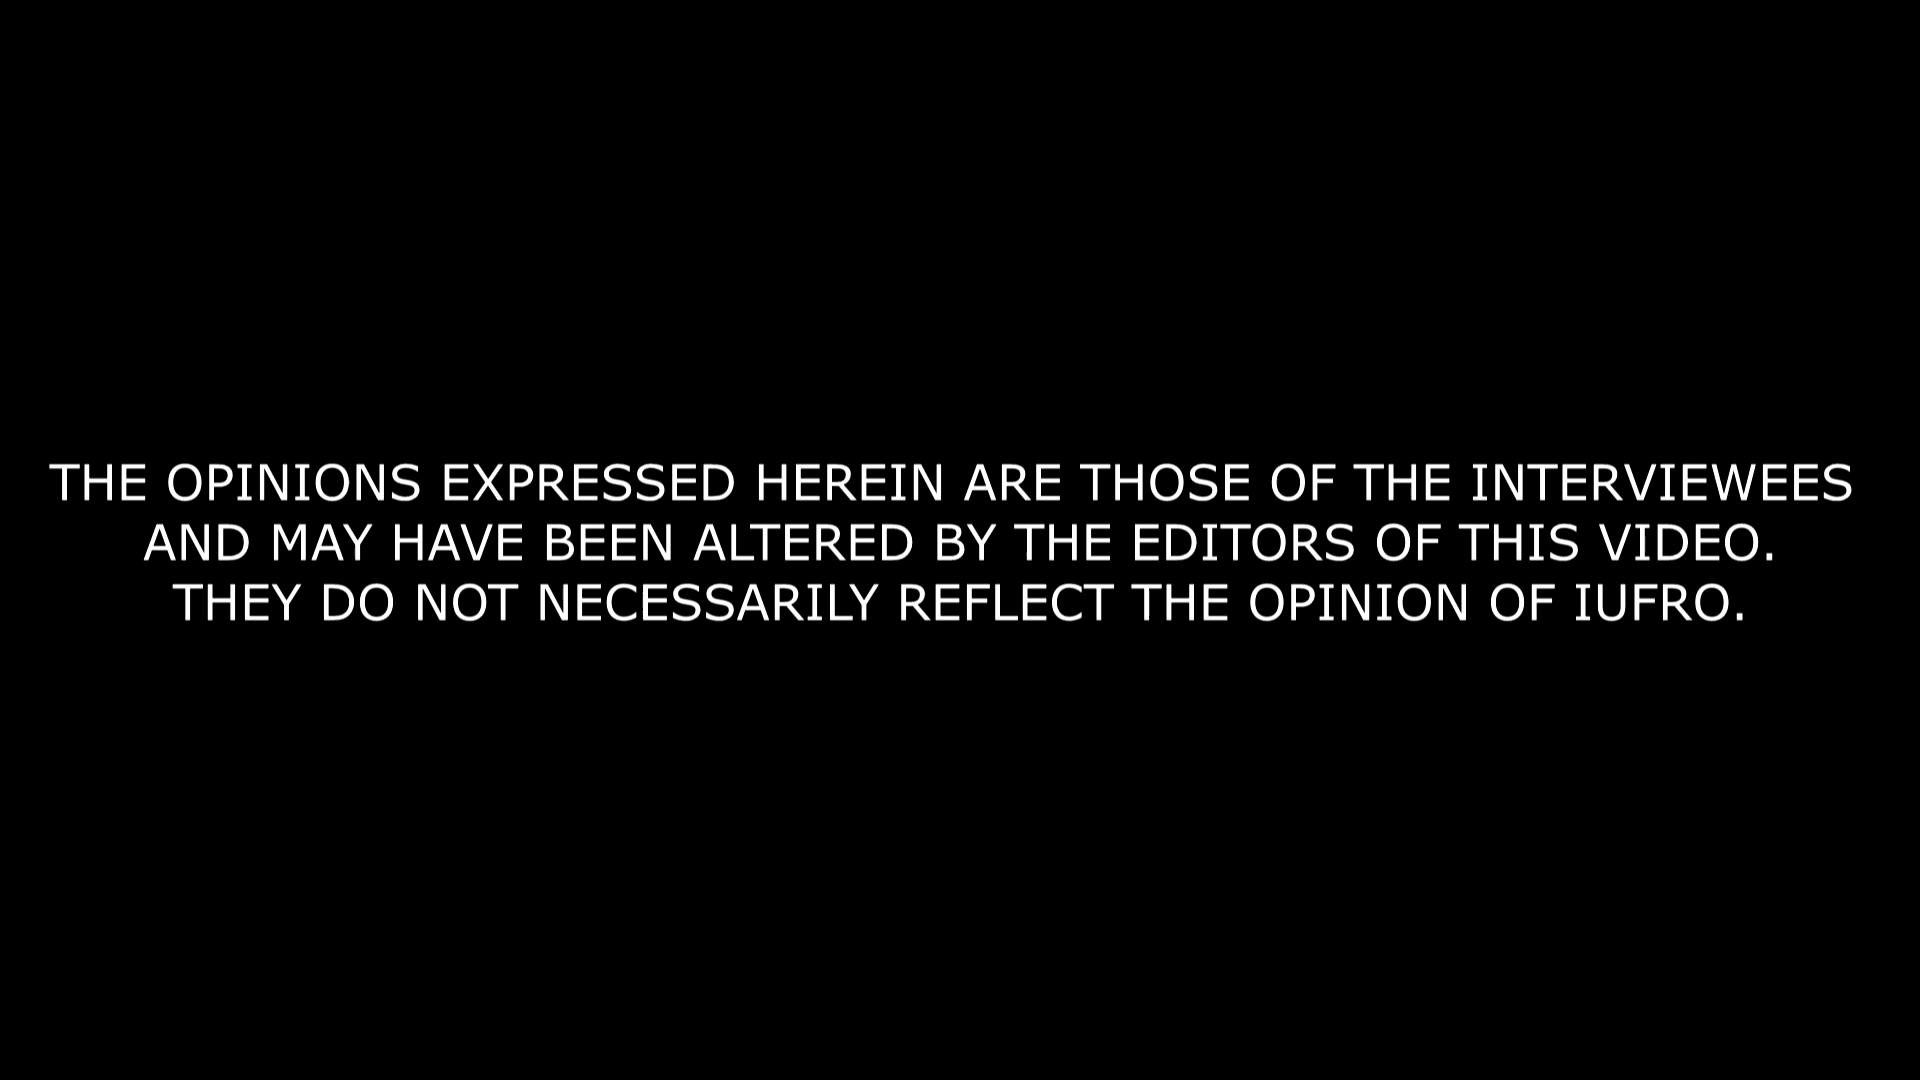 THE OPINIONS EXPRESSED HEREIN ARE THOSE OF THE INTERVIEWEES
AND MAY HAVE BEEN ALTERED BY THE EDITORS OF THIS VIDEO.
THEY DO NOT NECESSARILY REFLECT THE OPINION OF IUFRO.